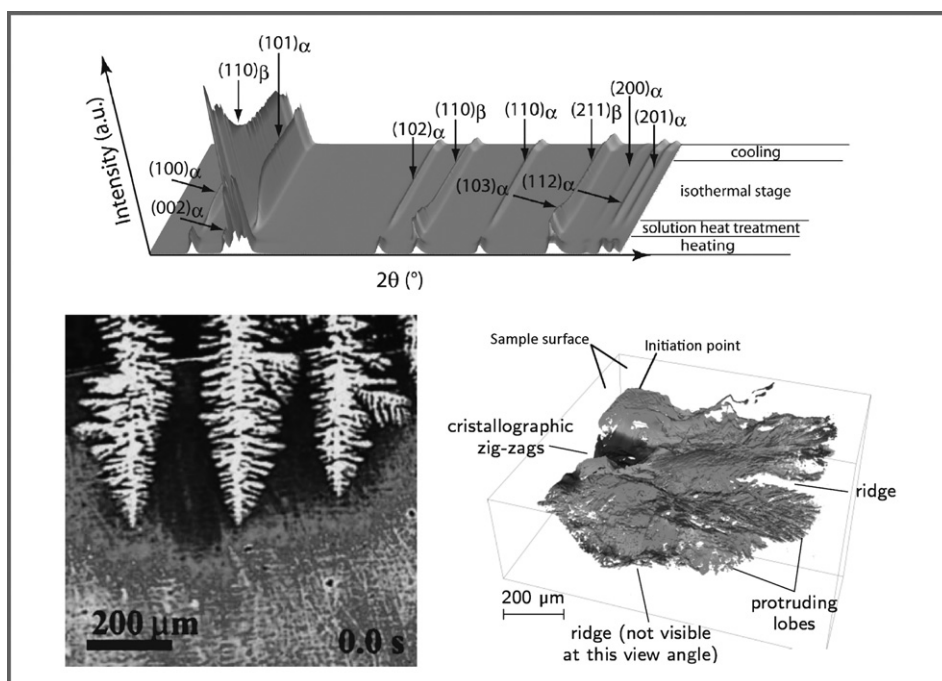 (101)α
(110)β
(200)α
(110)β
(110)α
(211)β
(201)α
(102)α
cooling
(100)α
(103)α
(112)α
isothermal stage
(002)α
solution heat treatment
heating
Intensity (a.u.)
2θ (°)
Sample surface
Initiation point
cristallographic
zig-zags
ridge
200 μm
protruding
lobes
ridge (not visible
at this view angle)
200 μm
0.0 s